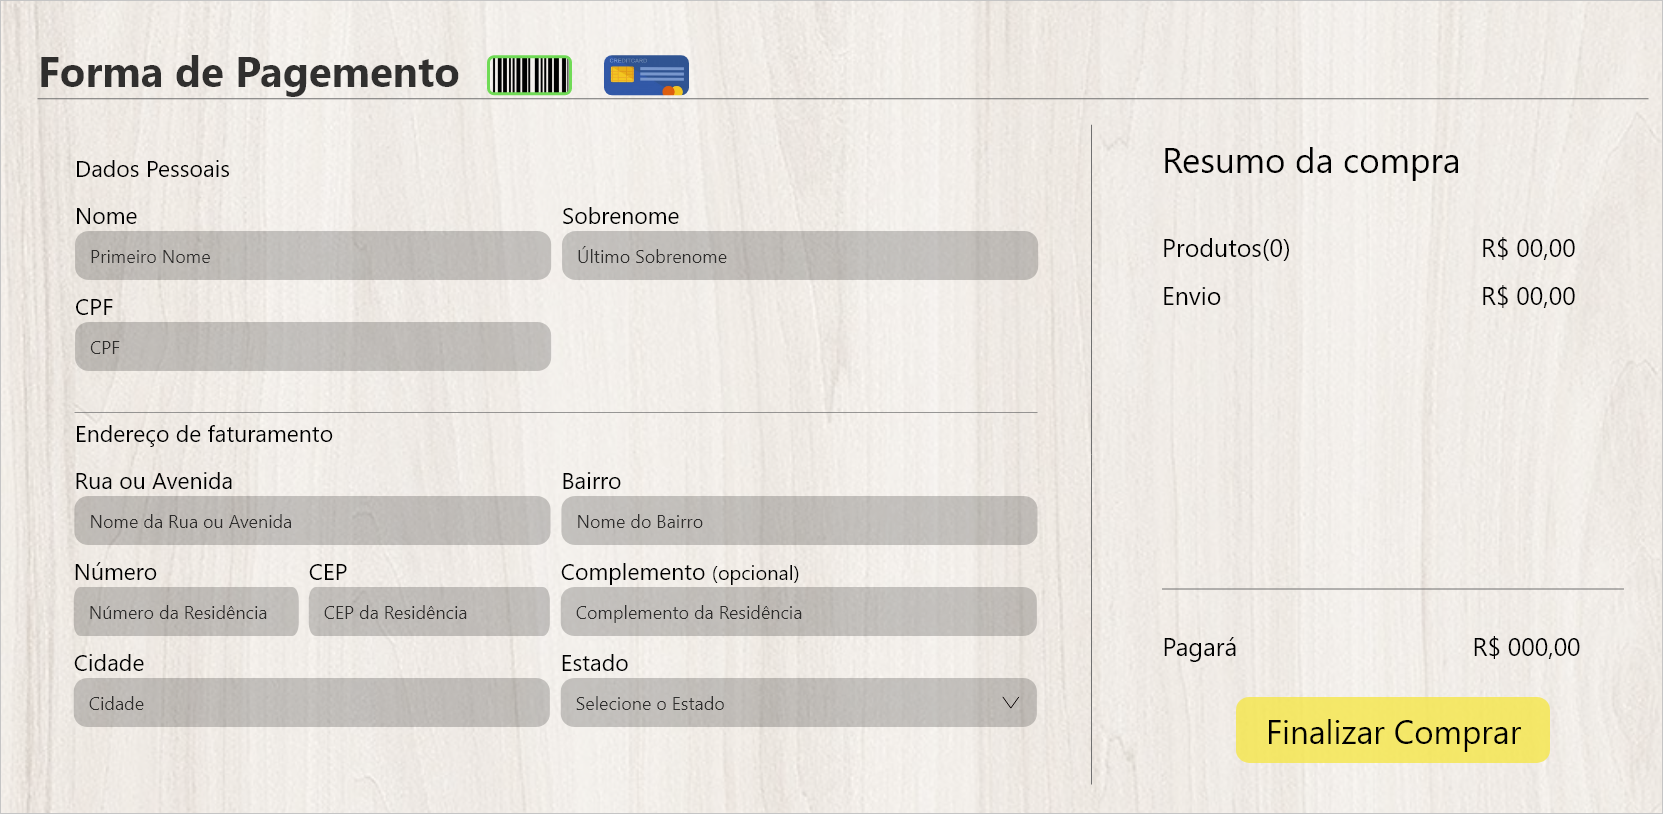 Forma de Pagemento
CREDITCARD
Dados Pessoais
Nome
Sobrenome
Primeiro Nome
Último Sobrenome
CPF
CPF
Endereço de faturamento
Rua ou Avenida
Bairro
Nome da Rua ou Avenida
Nome do Bairro
Número
CEP
Complemento (opcional)
Número da Residência
CEP da Residência
Complemento da Residência
Cidade
Estado
Cidade
Selecione o Estado
Resumo da compra
Produtos(0) R$ 00,00
Envio R$ 00,00
Pagará R$ 000,00
Finalizar Comprar